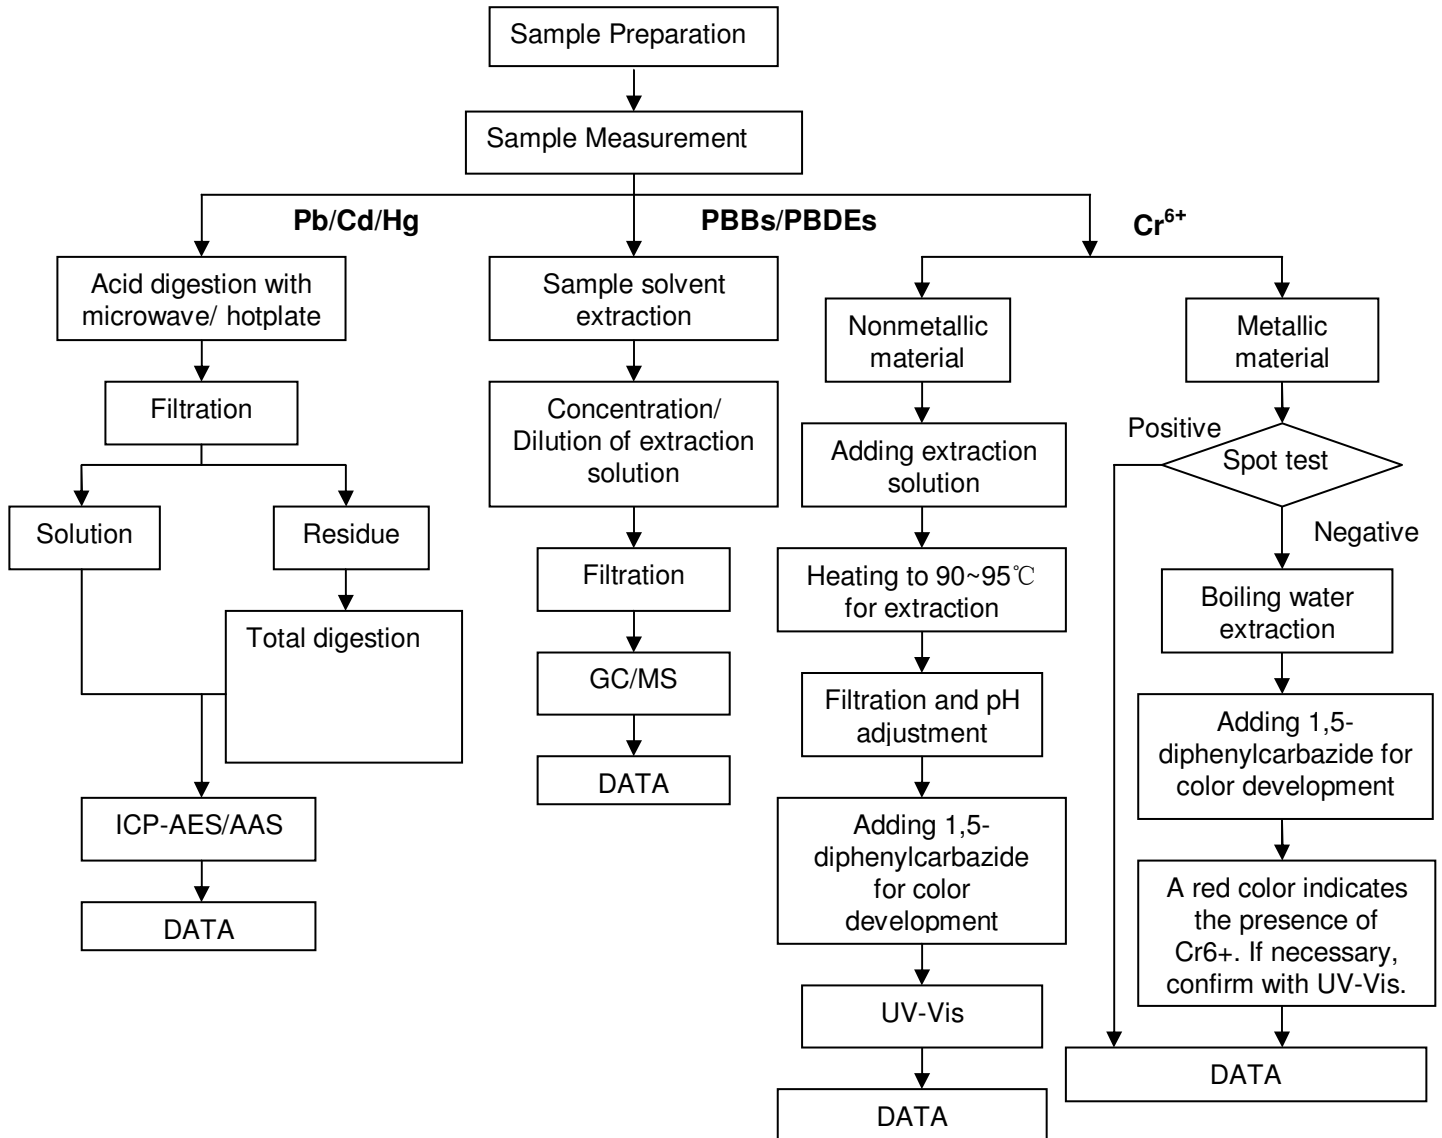 Sample Preparation
Sample Measurement
Pb/Cd/Hg
PBBs/PBDEs
Cr⁶⁺
Acid digestion with
microwave/ hotplate
Filtration
Solution
Residue
Total digestion
ICP-AES/AAS
DATA
Sample solvent
extraction
Concentration/
Dilution of extraction
solution
Filtration
GC/MS
DATA
Nonmetallic
material
Adding extraction
solution
Heating to 90~95℃
for extraction
Filtration and pH
adjustment
Adding 1,5-
diphenylcarbazide
for color
development
UV-Vis
DATA
Metallic
material
Positive
Spot test
Negative
Boiling water
extraction
Adding 1,5-
diphenylcarbazide for
color development
A red color indicates
the presence of
Cr6+. If necessary,
confirm with UV-Vis.
DATA